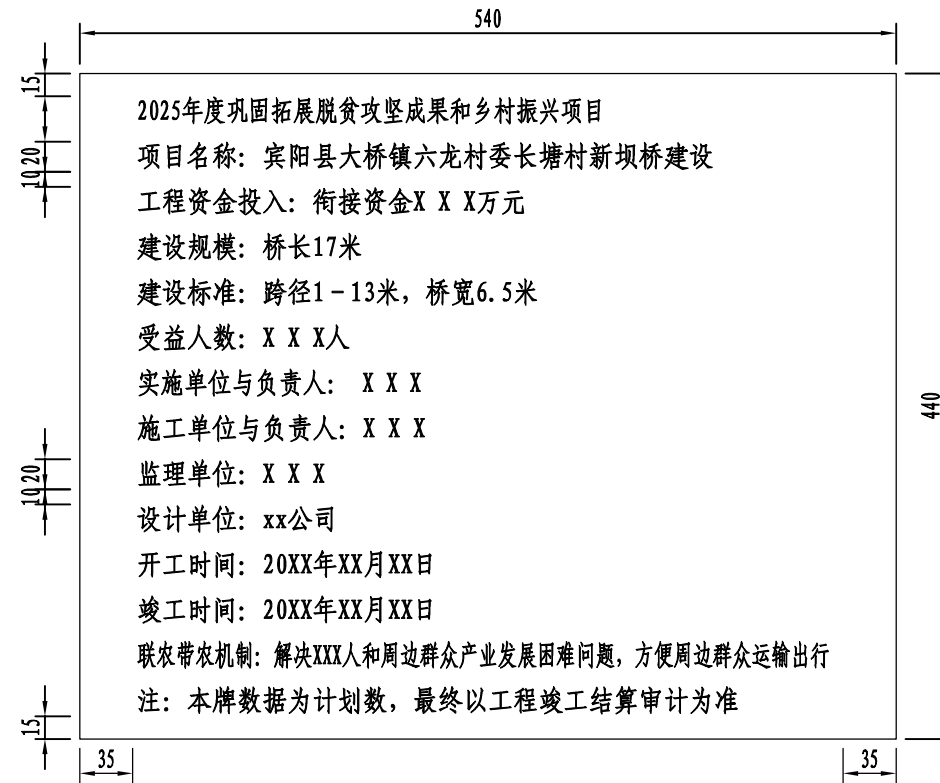 540
15
2025年度巩固拓展脱贫攻坚成果和乡村振兴项目
20
项目名称：宾阳县大桥镇六龙村委长塘村新坝桥建设
10
工程资金投入：衔接资金X X X万元
建设规模：桥长17米
建设标准：跨径1-13米，桥宽6.5米
受益人数：X X X人
实施单位与负责人： X X X
440
施工单位与负责人：X X X
20
监理单位：X X X
10
设计单位：xx公司
开工时间：20XX年XX月XX日
竣工时间：20XX年XX月XX日
联农带农机制：解决XXX人和周边群众产业发展困难问题，方便周边群众运输出行
注：本牌数据为计划数，最终以工程竣工结算审计为准
15
35
35